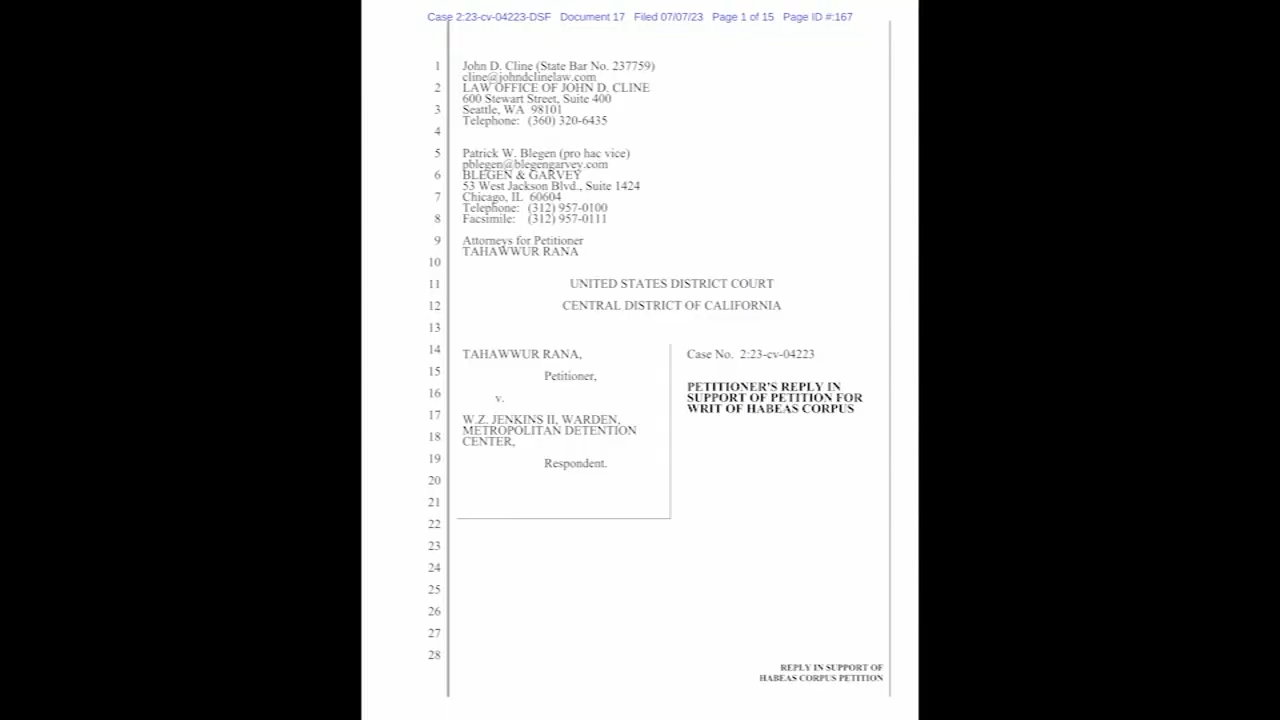 Case 2:23-cv-04223-DSF Document 17 Filed 07/07/23 Page 1 of 15 Page ID #:167
1 John D. Cline (State Bar No. 237759)
cline@johndclinelaw.com
2 LAW OFFICE OF JOHN D. CLINE
600 Stewart Street, Suite 400
3 Seattle, WA 98101
Telephone: (360) 320-6435
4
5 Patrick W. Blegen (pro hac vice)
pblegen@blegengarvey.com
6 BLEGEN & GARVEY
53 West Jackson Blvd., Suite 1424
7 Chicago, IL 60604
Telephone: (312) 957-0100
8 Facsimile: (312) 957-0111
9 Attorneys for Petitioner
TAHAWWUR RANA
10
11 UNITED STATES DISTRICT COURT
12 CENTRAL DISTRICT OF CALIFORNIA
13
14 TAHAWWUR RANA,
15 Petitioner,
16 v.
17 W.Z. JENKINS II, WARDEN,
METROPOLITAN DETENTION
18 CENTER,
19 Respondent.
20
21
22
Case No. 2:23-cv-04223
PETITIONER'S REPLY IN
SUPPORT OF PETITION FOR
WRIT OF HABEAS CORPUS
23
24
25
26
27
28
REPLY IN SUPPORT OF
HABEAS CORPUS PETITION